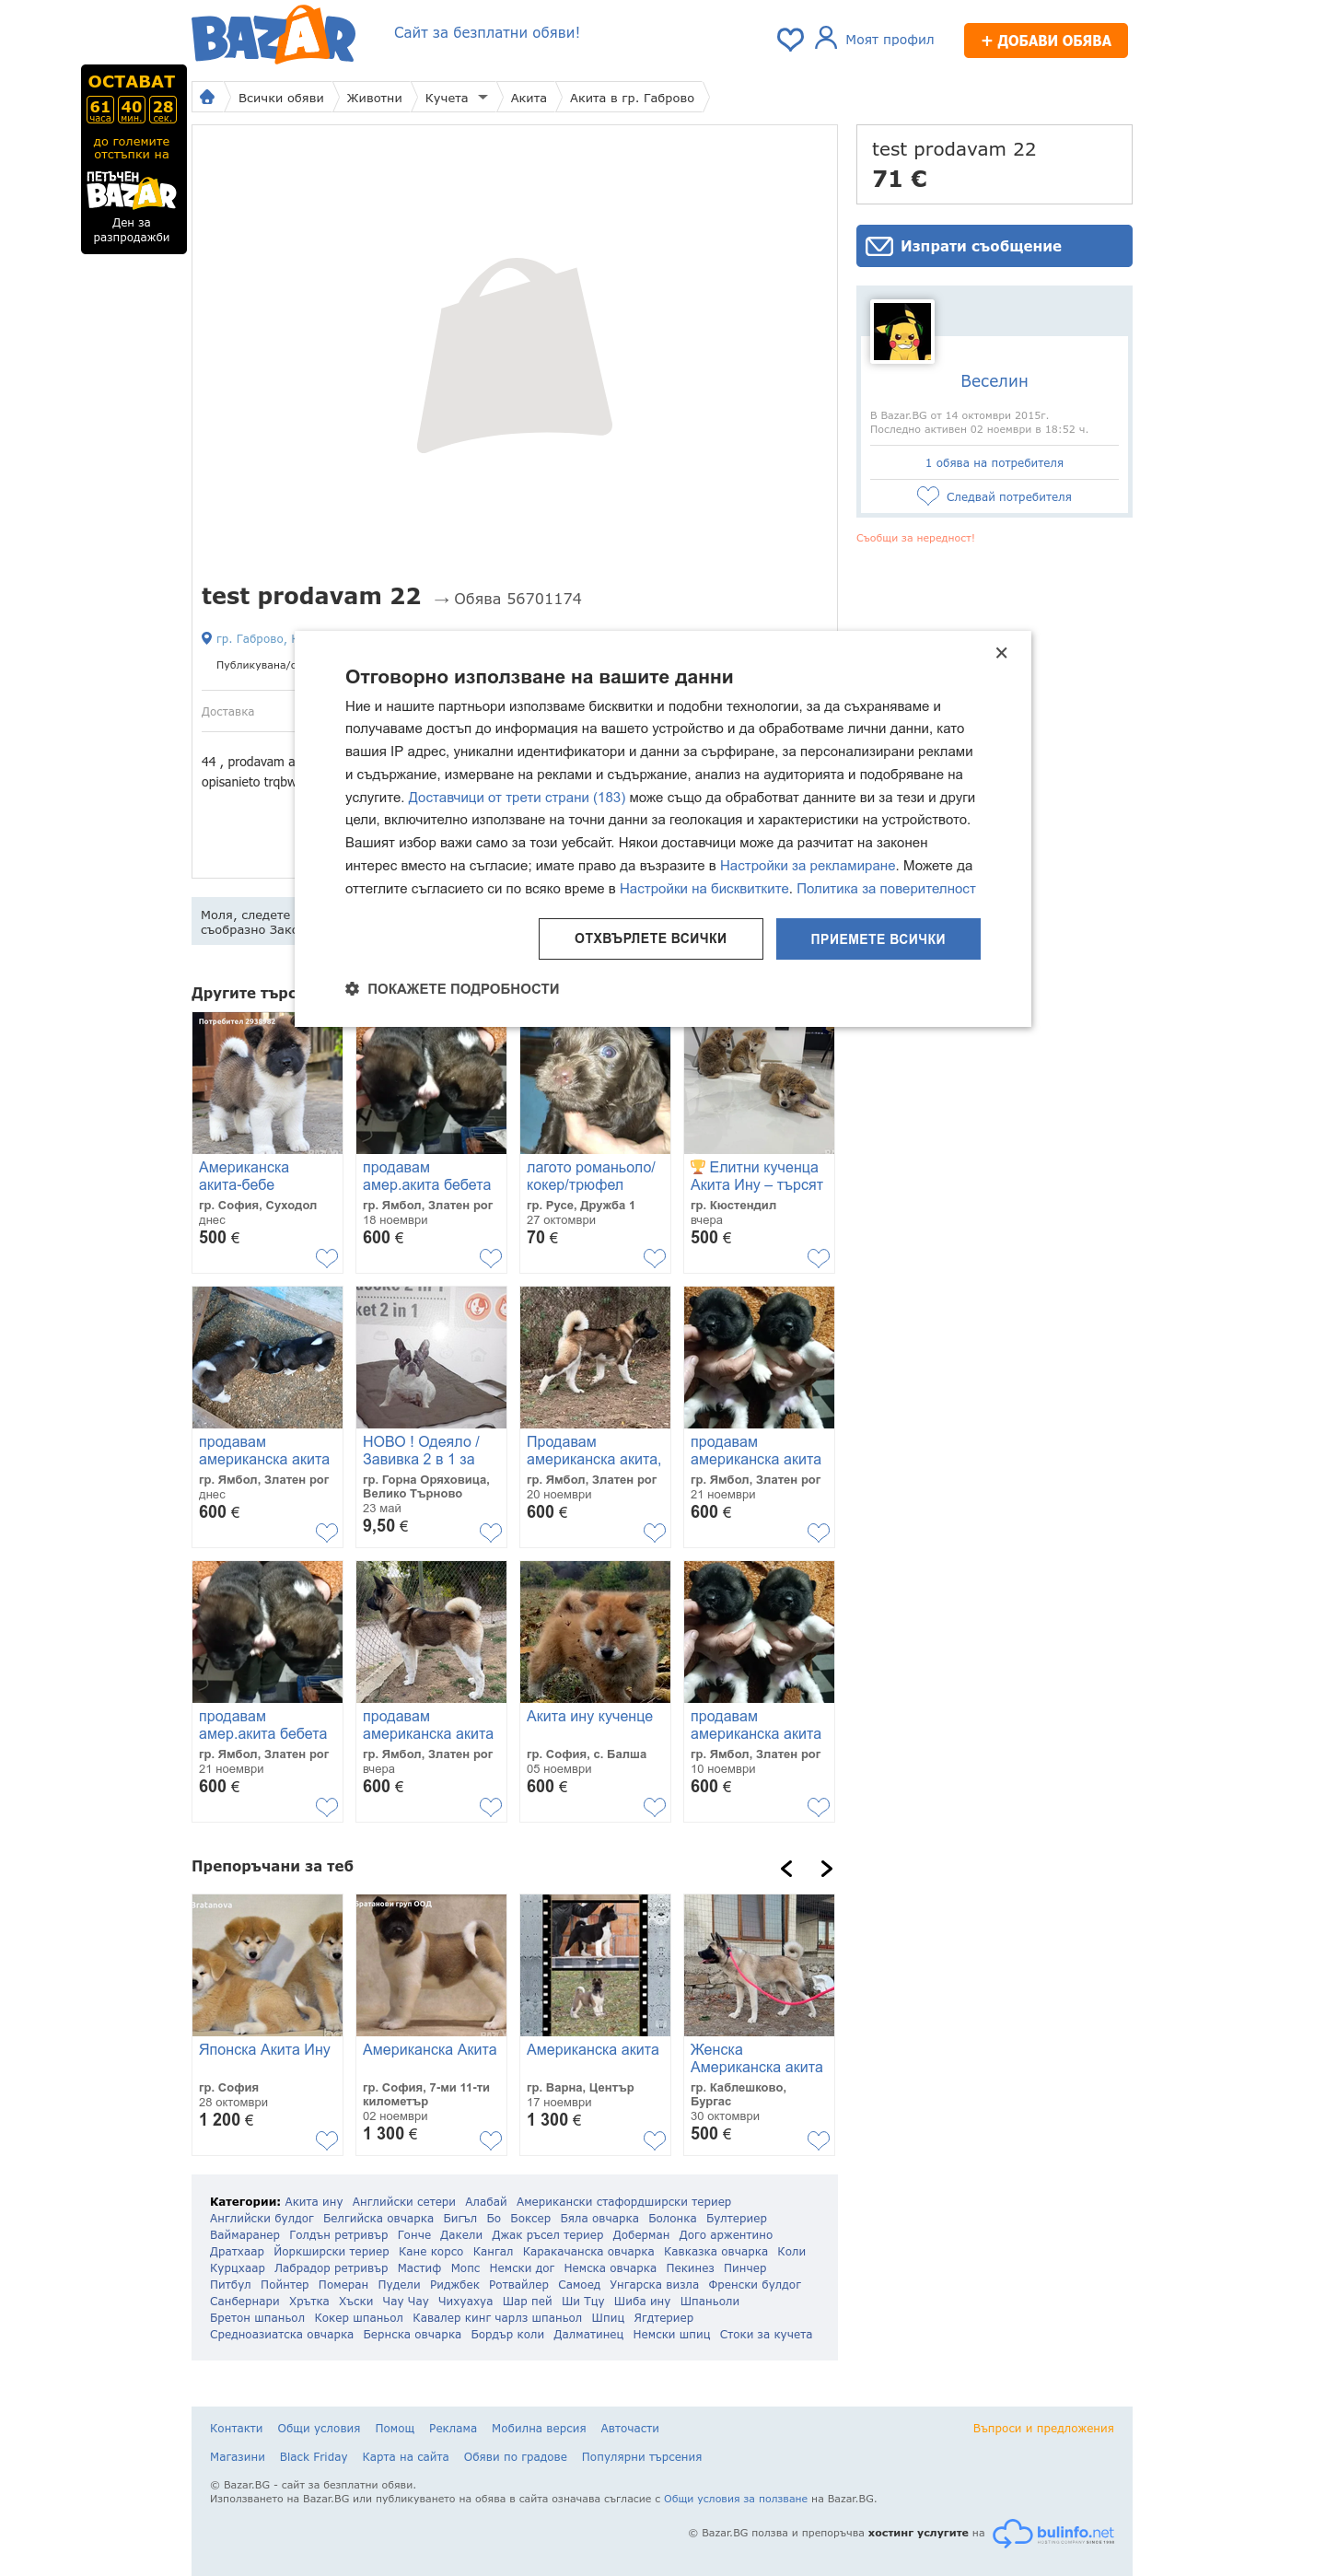 BAZAR
Сайт за безплатни обяви!
Моят профил
+ ДОБАВИ ОБЯВА
ОСТАВАТ
61 40 28
часа мин. сек.
до големите
отстъпки на
ПЕТЪЧЕН
BAZAR
Ден за
разпродажби
Всички обяви Животни Кучета Акита Акита в гр. Габрово
test prodavam 22
71 €
Изпрати съобщение
Веселин
В Bazar.BG от 14 октомври 2015г.
Последно активен 02 ноември в 18:52 ч.
1 обява на потребителя
Следвай потребителя
Съобщи за нередност!
test prodavam 22 → Обява 56701174
гр. Габрово,
Публикувана/
Доставка
44 , prodavam
opisanieto
Моля, следете
съобразно
Другите
×
Отговорно използване на вашите данни
Ние и нашите партньори използваме бисквитки и подобни технологии, за да съхраняваме и
получаваме достъп до информация на вашето устройство и да обработваме лични данни, като
вашия IP адрес, уникални идентификатори и данни за сърфиране, за персонализирани реклами
и съдържание, измерване на реклами и съдържание, анализ на аудиторията и подобряване на
услугите. Доставчици от трети страни (183) може също да обработват данните ви за тези и други
цели, включително използване на точни данни за геолокация и характеристики на устройството.
Вашият избор важи само за този уебсайт. Някои доставчици може да разчитат на законен
интерес вместо на съгласие; имате право да възразите в Настройки за рекламиране. Можете да
оттеглите съгласието си по всяко време в Настройки на бисквитките. Политика за поверителност
ОТХВЪРЛЕТЕ ВСИЧКИ ПРИЕМЕТЕ ВСИЧКИ
ПОКАЖЕТЕ ПОДРОБНОСТИ
Потребител 2938982
Американска
акита-бебе
гр. София, Суходол
днес
500 €
продавам
амер.акита бебета
гр. Ямбол, Златен рог
18 ноември
600 €
лагото романьоло/
кокер/трюфел
гр. Русе, Дружба 1
27 октомври
70 €
🏆 Елитни кученца
Акита Ину – търсят
гр. Кюстендил
вчера
500 €
продавам
американска акита
гр. Ямбол, Златен рог
днес
600 €
ket 2 in 1
НОВО ! Одеяло /
Завивка 2 в 1 за
гр. Горна Оряховица,
Велико Търново
23 май
9,50 €
Продавам
американска акита,
гр. Ямбол, Златен рог
20 ноември
600 €
продавам
американска акита
гр. Ямбол, Златен рог
21 ноември
600 €
продавам
амер.акита бебета
гр. Ямбол, Златен рог
21 ноември
600 €
продавам
американска акита
гр. Ямбол, Златен рог
вчера
600 €
Акита ину кученце
гр. София, с. Балша
05 ноември
600 €
продавам
американска акита
гр. Ямбол, Златен рог
10 ноември
600 €
Препоръчани за теб
Bratanova
Японска Акита Ину
гр. София
28 октомври
1 200 €
Братанови груп ООД
Американска Акита
гр. София, 7-ми 11-ти
километър
02 ноември
1 300 €
Американска акита
гр. Варна, Център
17 ноември
1 300 €
Женска
Американска акита
гр. Каблешково,
Бургас
30 октомври
500 €
Категории: Акита ину Английски сетери Алабай Американски стафордширски териер
Английски булдог Белгийска овчарка Бигъл Бо Боксер Бяла овчарка Болонка Бултериер
Ваймаранер Голдън ретривър Гонче Дакели Джак ръсел териер Доберман Дого аржентино
Дратхаар Йоркширски териер Кане корсо Кангал Каракачанска овчарка Кавказка овчарка Коли
Курцхаар Лабрадор ретривър Мастиф Мопс Немски дог Немска овчарка Пекинез Пинчер
Питбул Пойнтер Померан Пудели Риджбек Ротвайлер Самоед Унгарска визла Френски булдог
Санбернари Хрътка Хъски Чау Чау Чихуахуа Шар пей Ши Тцу Шиба ину Шпаньоли
Бретон шпаньол Кокер шпаньол Кавалер кинг чарлз шпаньол Шпиц Ягдтериер
Средноазиатска овчарка Бернска овчарка Бордър коли Далматинец Немски шпиц Стоки за кучета
Контакти Общи условия Помощ Реклама Мобилна версия Авточасти Въпроси и предложения
Магазини Black Friday Карта на сайта Обяви по градове Популярни търсения
© Bazar.BG - сайт за безплатни обяви.
Използването на Bazar.BG или публикуването на обява в сайта означава съгласие с Общи условия за ползване на Bazar.BG.
© Bazar.BG ползва и препоръчва хостинг услугите на bulinfo.net
HOSTING COMPANY SINCE 1998